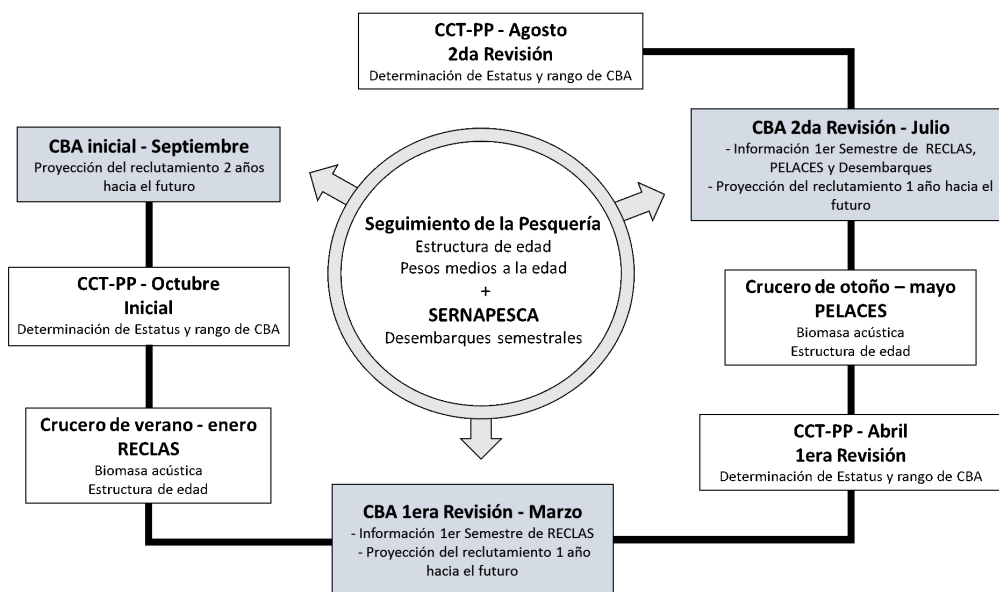 CCT-PP - Agosto
2da Revisión
Determinación de Estatus y rango de CBA
CBA inicial - Septiembre
Proyección del reclutamiento 2 años
hacia el futuro
CBA 2da Revisión - Julio
- Información 1er Semestre de RECLAS,
PELACES y Desembarques
- Proyección del reclutamiento 1 año hacia el
futuro
Seguimiento de la Pesquería
Estructura de edad
Pesos medios a la edad
+
SERNAPESCA
Desembarques semestrales
CCT-PP - Octubre
Inicial
Determinación de Estatus y rango de CBA
Crucero de otoño – mayo
PELACES
Biomasa acústica
Estructura de edad
Crucero de verano - enero
RECLAS
Biomasa acústica
Estructura de edad
CCT-PP - Abril
1era Revisión
Determinación de Estatus y rango de CBA
CBA 1era Revisión - Marzo
- Información 1er Semestre de RECLAS
- Proyección del reclutamiento 1 año
hacia el futuro